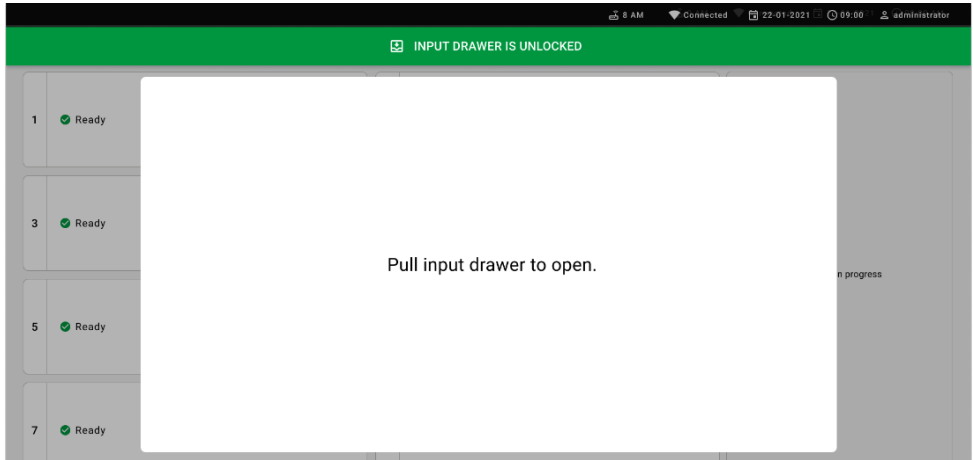 8 AM Connected 22-01-2021 09:00 administrator
INPUT DRAWER IS UNLOCKED
1 Ready
3 Ready
Pull input drawer to open.
n progress
5 Ready
7 Ready